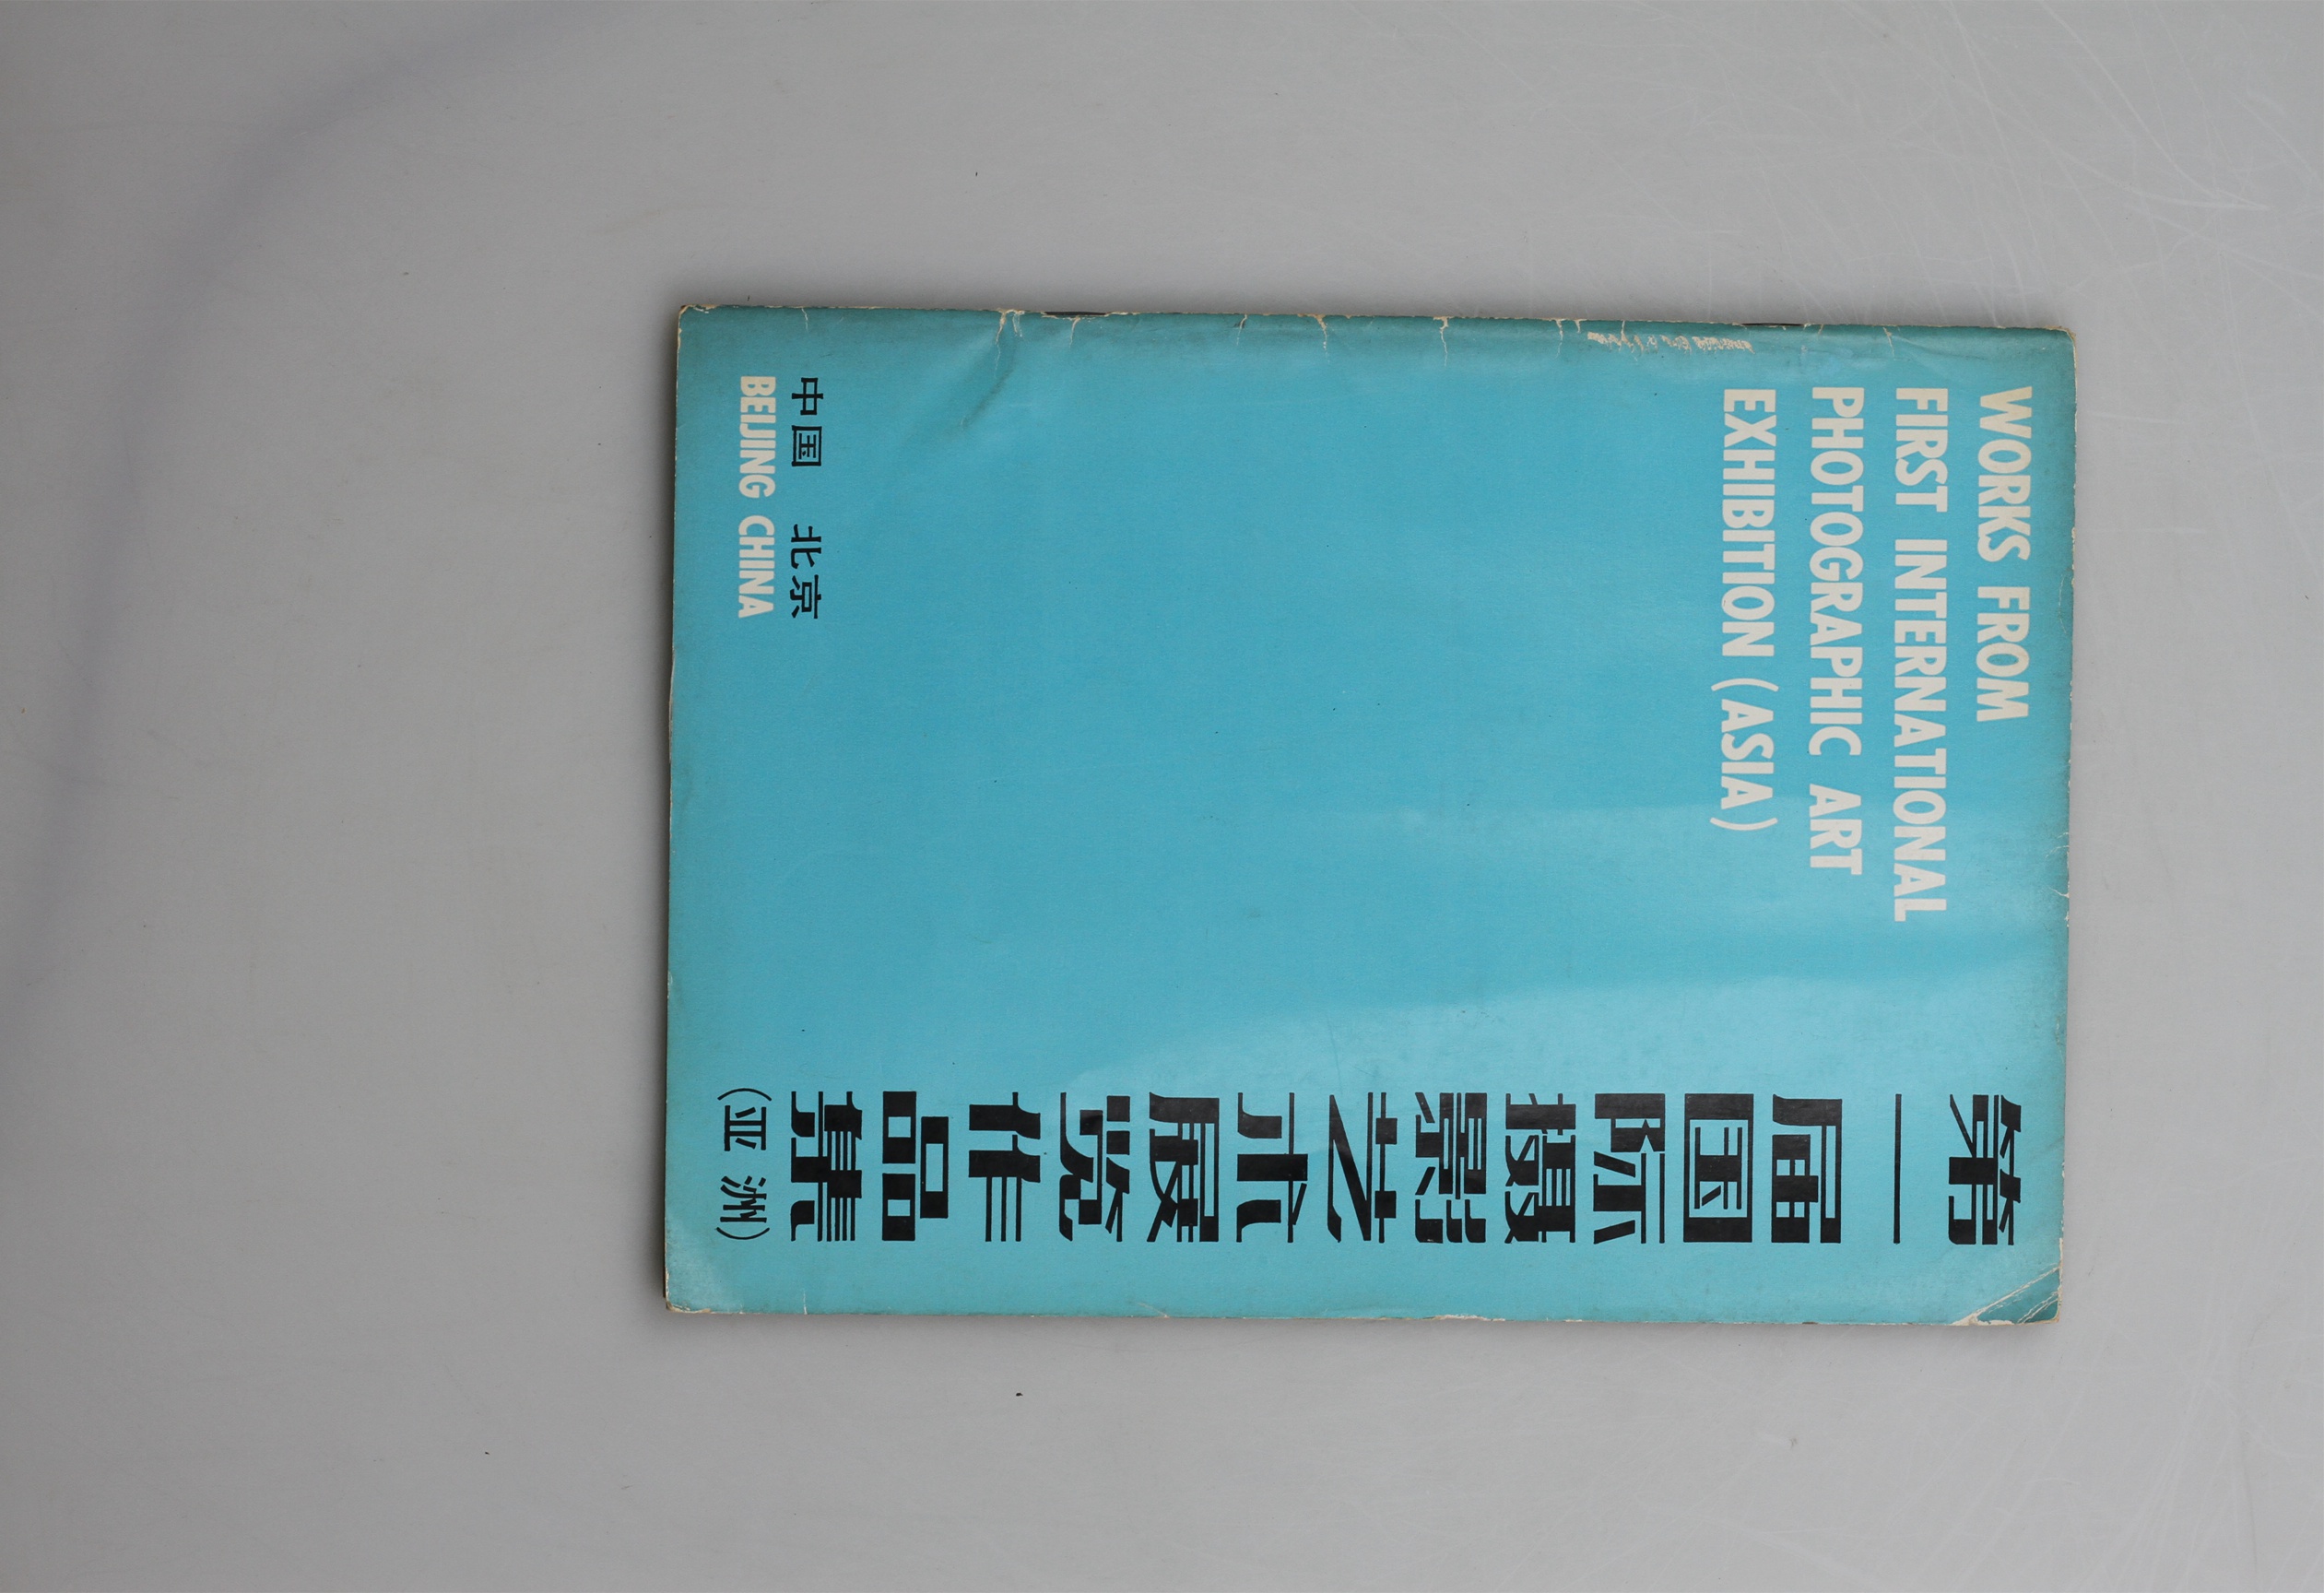 WORKS FROM
FIRST INTERNATIONAL
PHOTOGRAPHIC ART
EXHIBITION (ASIA)
第一届国际摄影艺术展览作品集(亚洲)
中国 北京
BEIJING CHINA